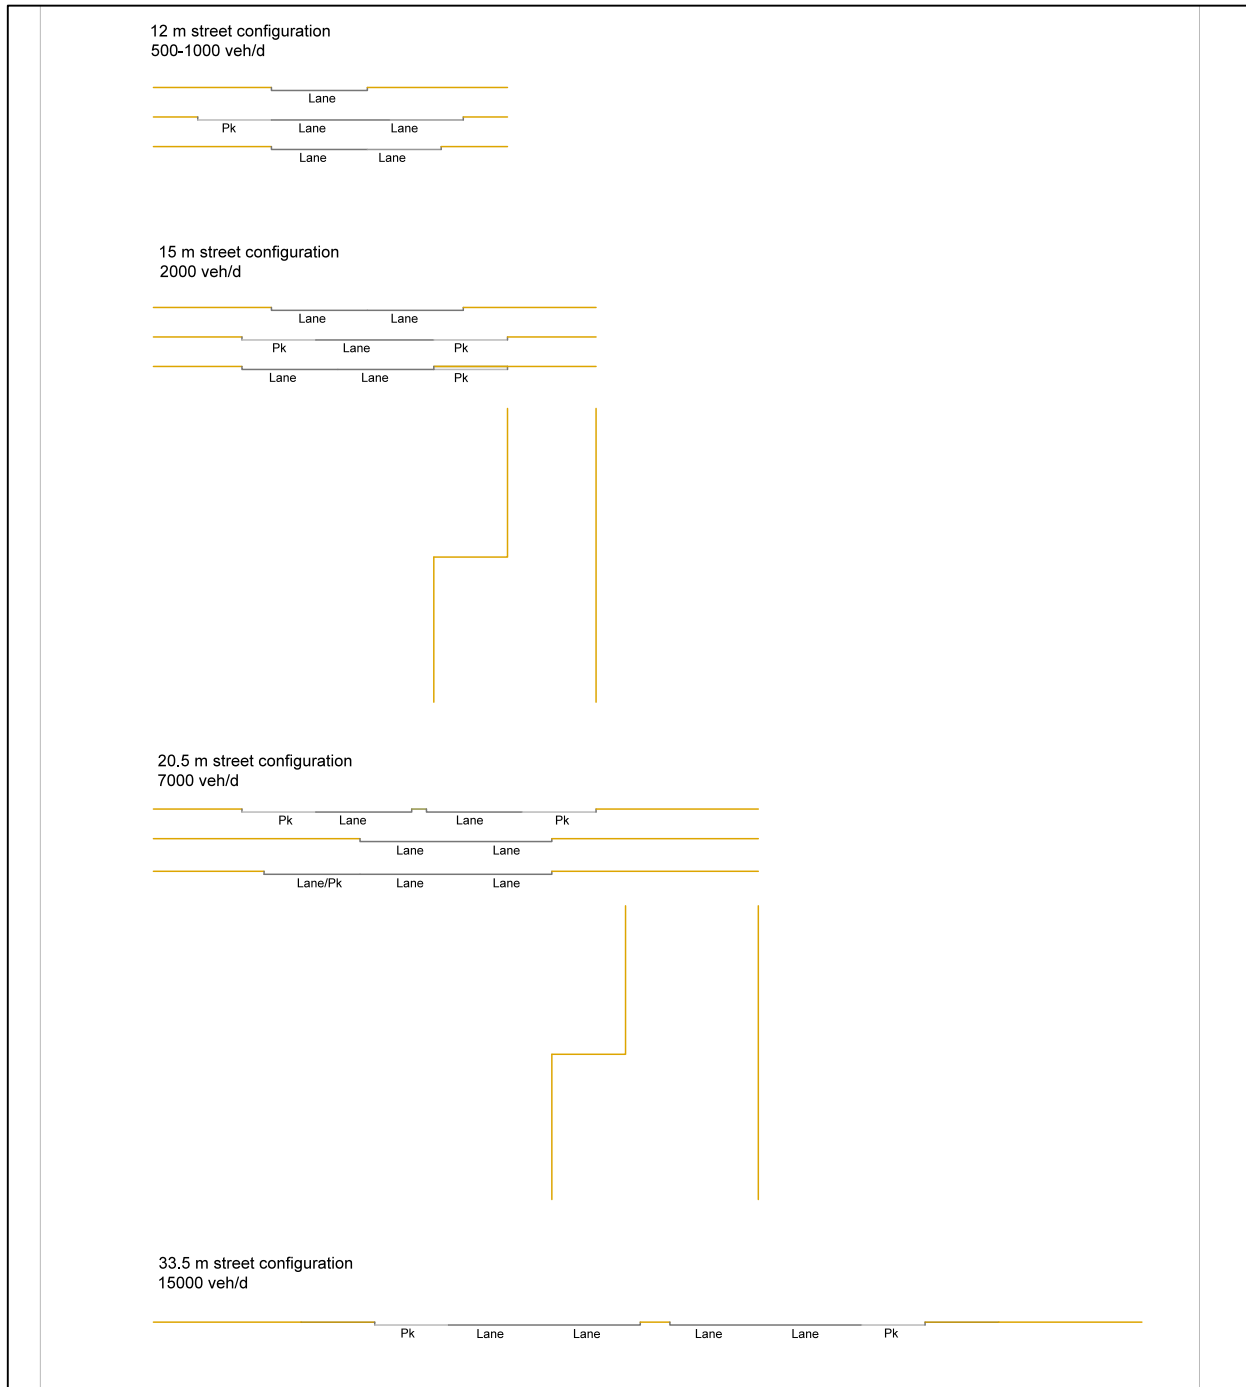 12 m street configuration
500-1000 veh/d
Lane
Pk Lane Lane
Lane Lane
15 m street configuration
2000 veh/d
Lane Lane
Pk Lane Pk
Lane Lane Pk
20.5 m street configuration
7000 veh/d
Pk Lane Lane Pk
Lane Lane
Lane/Pk Lane Lane
33.5 m street configuration
15000 veh/d
Pk Lane Lane Lane Lane Pk